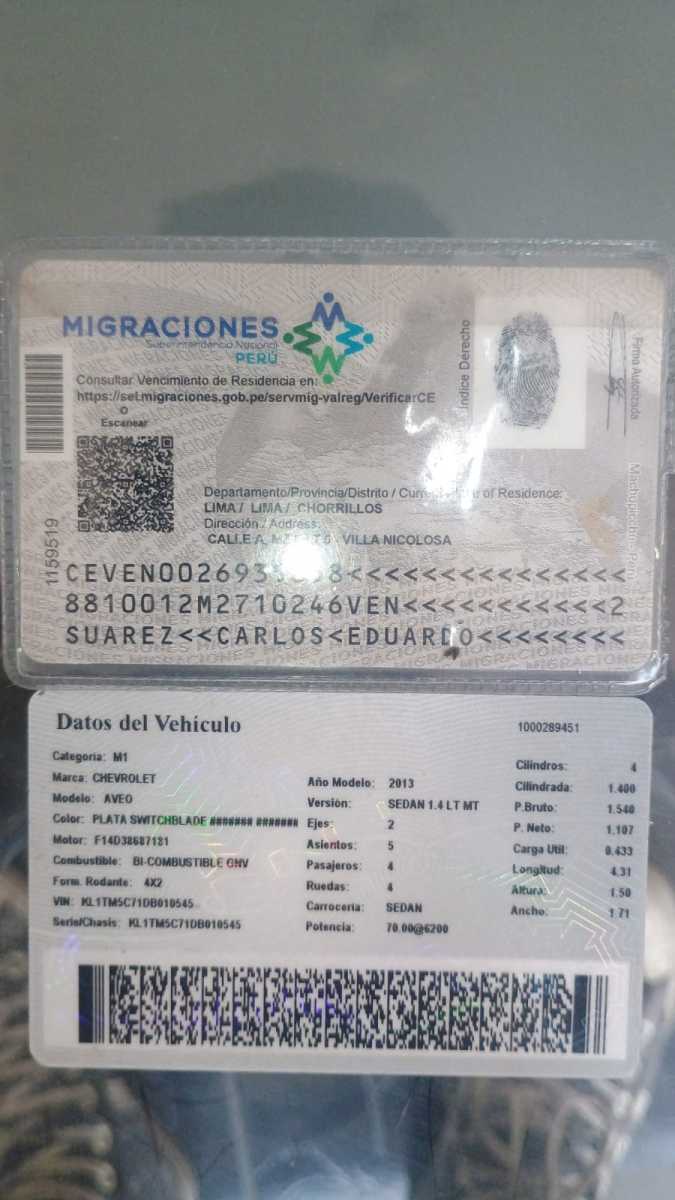 MIGRACIONES
Superintendencia Nacional
PERÚ
Consultar Vencimiento de Residencia en:
https://sel.migraciones.gob.pe/servmig-valreg/VerificarCE
O
Escanear
Índice Derecho
Firma Autorizada
1159519
Departamento/Provincia/Distrito / of Residence:
LIMA / LIMA / CHORRILLOS
Dirección / Address:
CALLE A, VILLA NICOLOSA
8810012M2710246VEN<<<<<<<<<<<2
SUAREZ<<CARLOS<EDUARDO<<<<<<<<
Datos del Vehículo
1000289451
Categoria: M1
Marca: CHEVROLET
Modelo: AVEO
Color: PLATA SWITCHBLADE ####### #######
Motor: F14D38687181
Combustible: BI-COMBUSTIBLE GNV
Form. Rodante: 4X2
VIN: KL1TM5C71DB010545
Serie/Chasis: KL1TM5C71DB010545
Año Modelo: 2013
Versión: SEDAN 1.4 LT MT
Ejes: 2
Asientos: 5
Pasajeros: 4
Ruedas: 4
Carroceria: SEDAN
Potencia: 70.00@6200
Cilindros: 4
Cilindrada: 1.400
P.Bruto: 1.540
P. Neto: 1.107
Carga Util: 0.433
Longitud: 4.31
Altura: 1.50
Ancho: 1.71